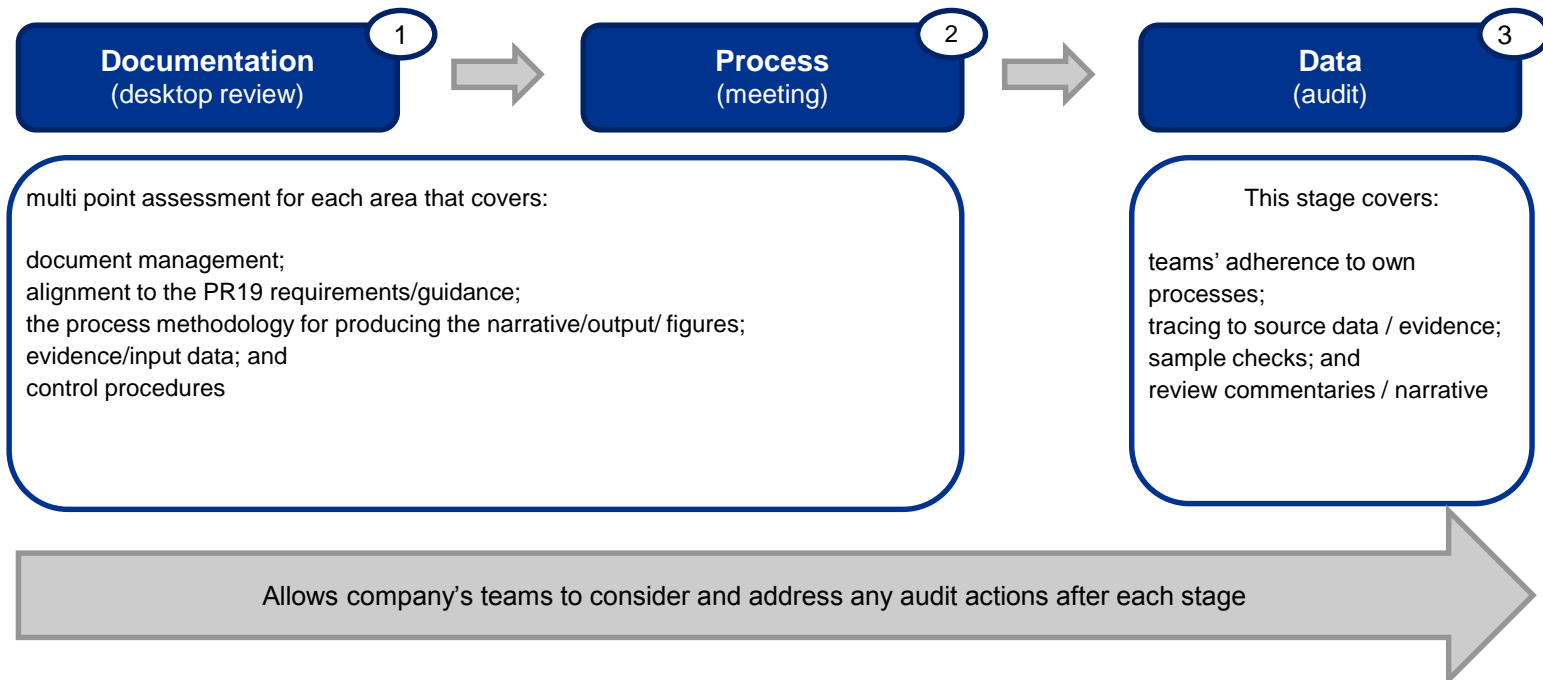 1
Documentation
(desktop review)
2
Process
(meeting)
3
Data
(audit)
multi point assessment for each area that covers:
document management;
alignment to the PR19 requirements/guidance;
the process methodology for producing the narrative/output/ figures;
evidence/input data; and
control procedures
This stage covers:
teams’ adherence to own
processes;
tracing to source data / evidence;
sample checks; and
review commentaries / narrative
Allows company’s teams to consider and address any audit actions after each stage